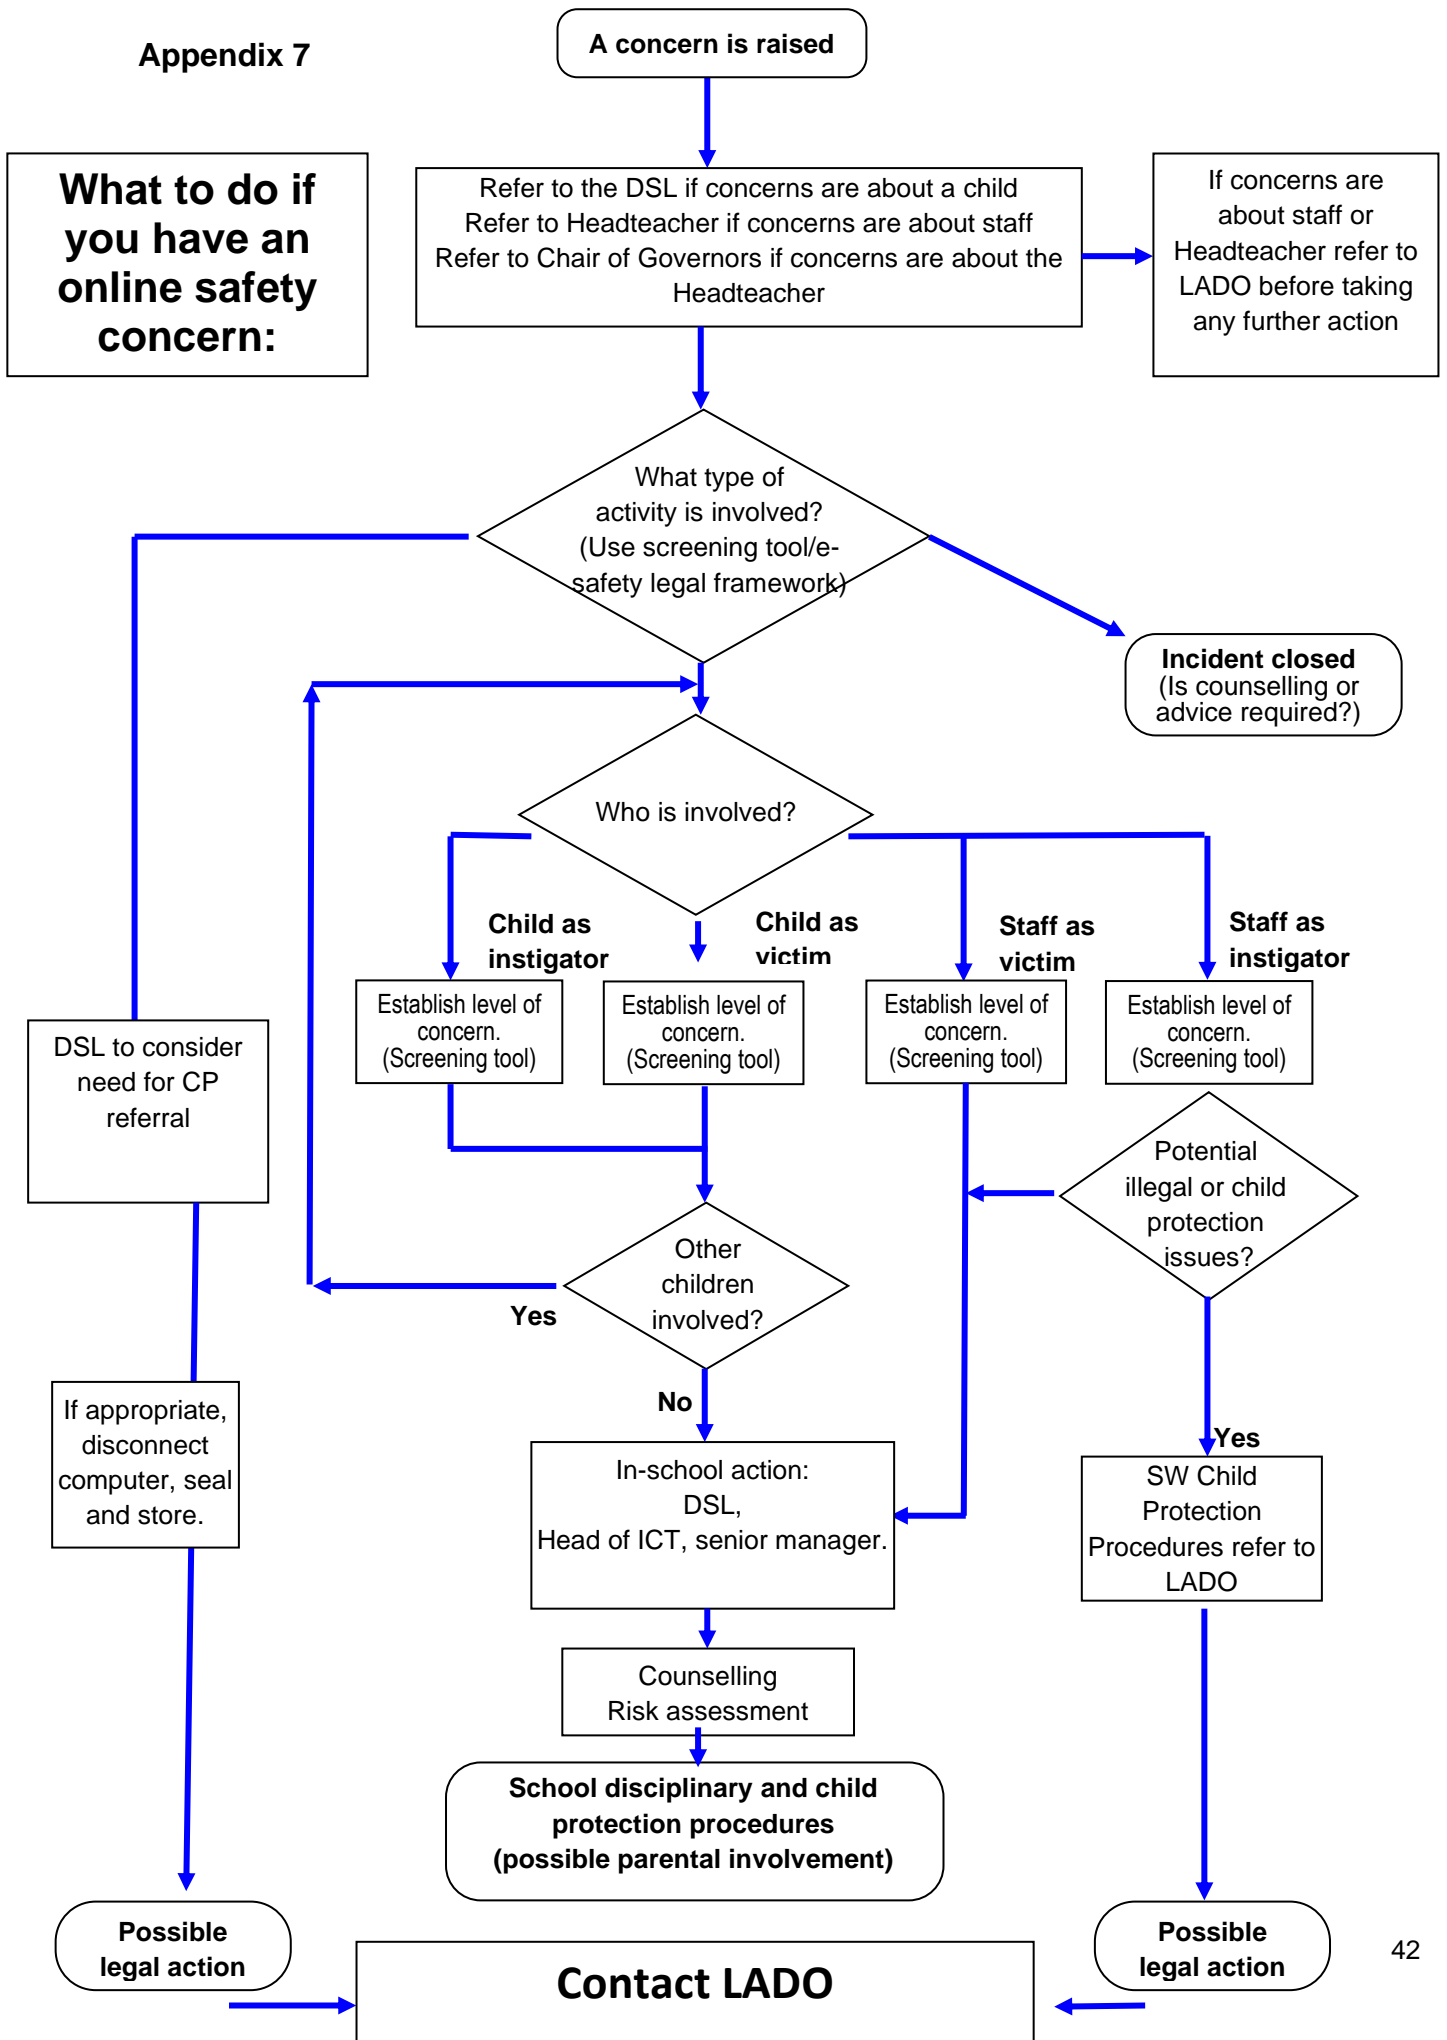 Appendix 7
A concern is raised
What to do if
you have an
online safety
concern:
Refer to the DSL if concerns are about a child
Refer to Headteacher if concerns are about staff
Refer to Chair of Governors if concerns are about the
Headteacher
If concerns are
about staff or
Headteacher refer to
LADO before taking
any further action
What type of
activity is involved?
(Use screening tool/e-
safety legal framework)
Incident closed
(Is counselling or
advice required?)
Who is involved?
Child as
instigator
Child as
victim
Staff as
victim
Staff as
instigator
Establish level of
concern.
(Screening tool)
Establish level of
concern.
(Screening tool)
Establish level of
concern.
(Screening tool)
Establish level of
concern.
(Screening tool)
DSL to consider
need for CP
referral
Potential
illegal or child
protection
issues?
Other
children
involved?
Yes
No
Yes
If appropriate,
disconnect
computer, seal
and store.
In-school action:
DSL,
Head of ICT, senior manager.
SW Child
Protection
Procedures refer to
LADO
Counselling
Risk assessment
School disciplinary and child
protection procedures
(possible parental involvement)
Possible
legal action
Possible
legal action
42
Contact LADO